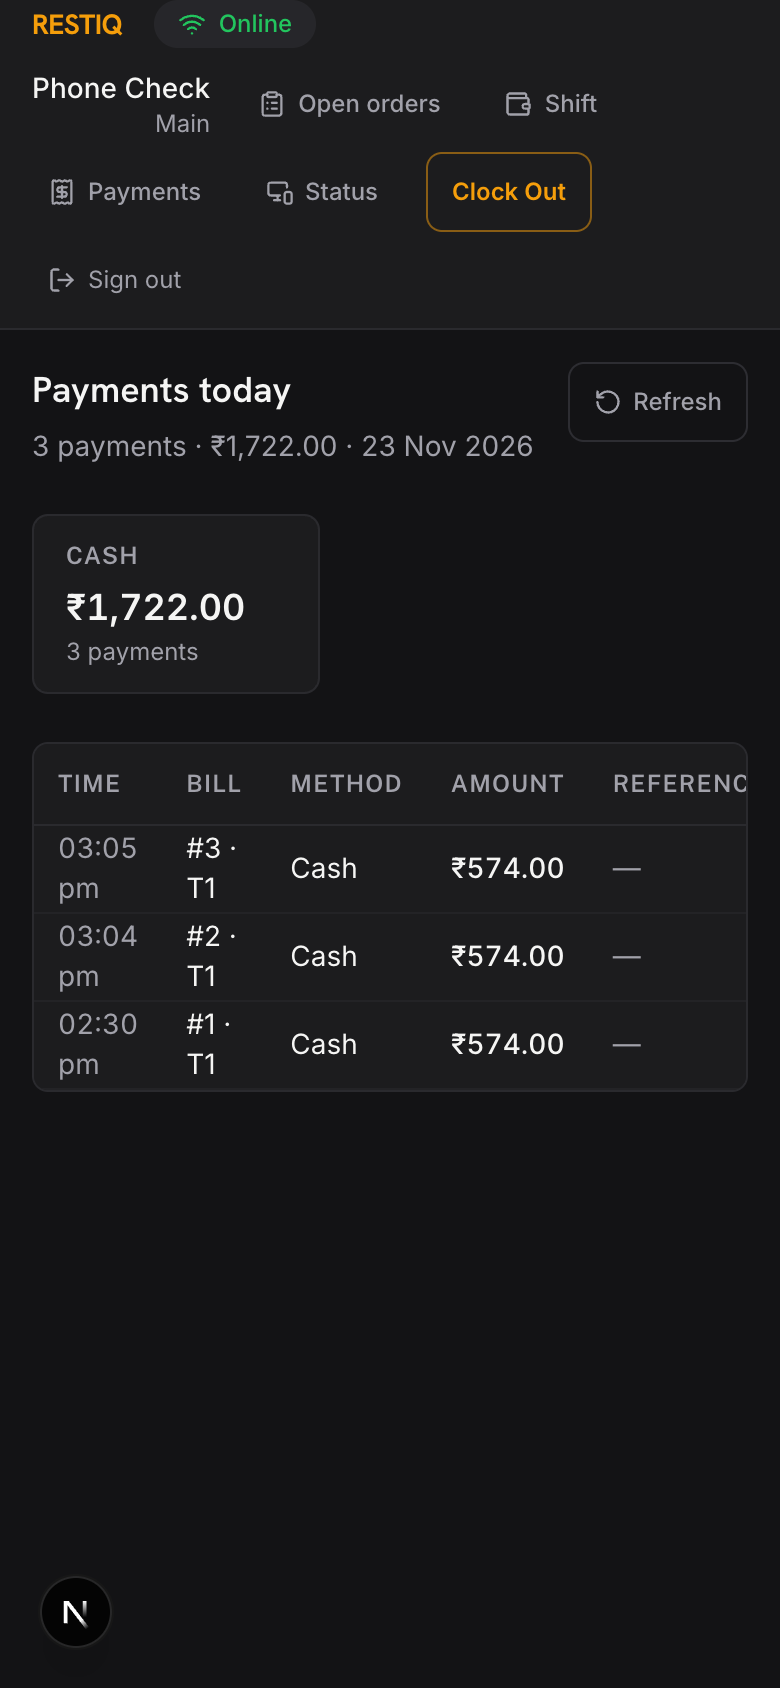 RESTIQ
Online
Phone Check
Main
Open orders
Shift
Payments
Status
Clock Out
Sign out
Payments today
3 payments · ₹1,722.00 · 23 Nov 2026
Refresh
CASH
₹1,722.00
3 payments
TIME BILL METHOD AMOUNT REFERENC
03:05 pm #3 · T1 Cash ₹574.00 —
03:04 pm #2 · T1 Cash ₹574.00 —
02:30 pm #1 · T1 Cash ₹574.00 —
N